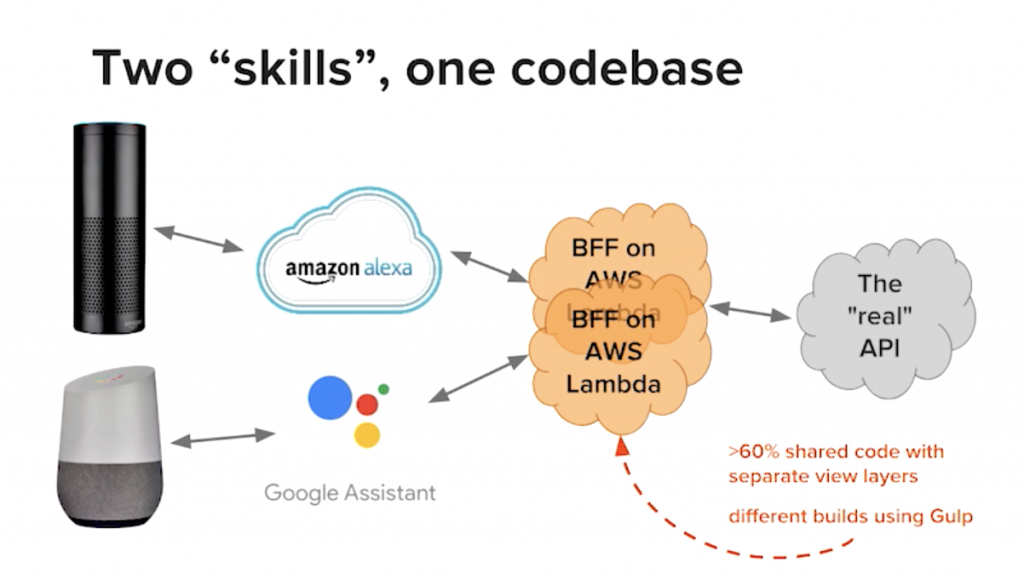 Two “skills”, one codebase
amazon alexa
BFF on
AWS
Lambda
BFF on
AWS
Lambda
The
"real"
API
Google Assistant
>60% shared code with
separate view layers
different builds using Gulp